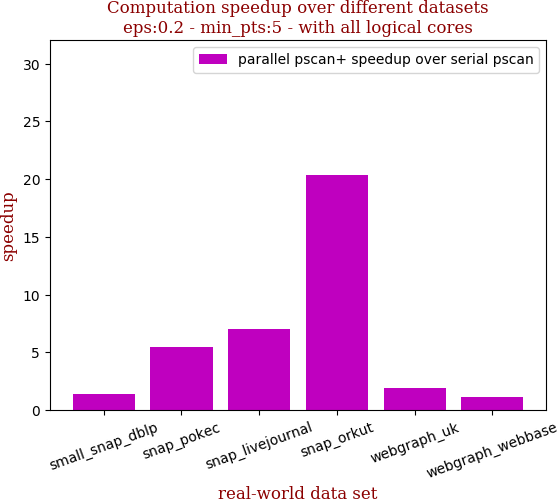 Computation speedup over different datasets
eps:0.2 - min_pts:5 - with all logical cores
parallel pscan+ speedup over serial pscan
speedup
30
25
20
15
10
5
0
small_snap_dblp
snap_pokec
snap_livejournal
snap_orkut
webgraph_uk
webgraph_webbase
real-world data set